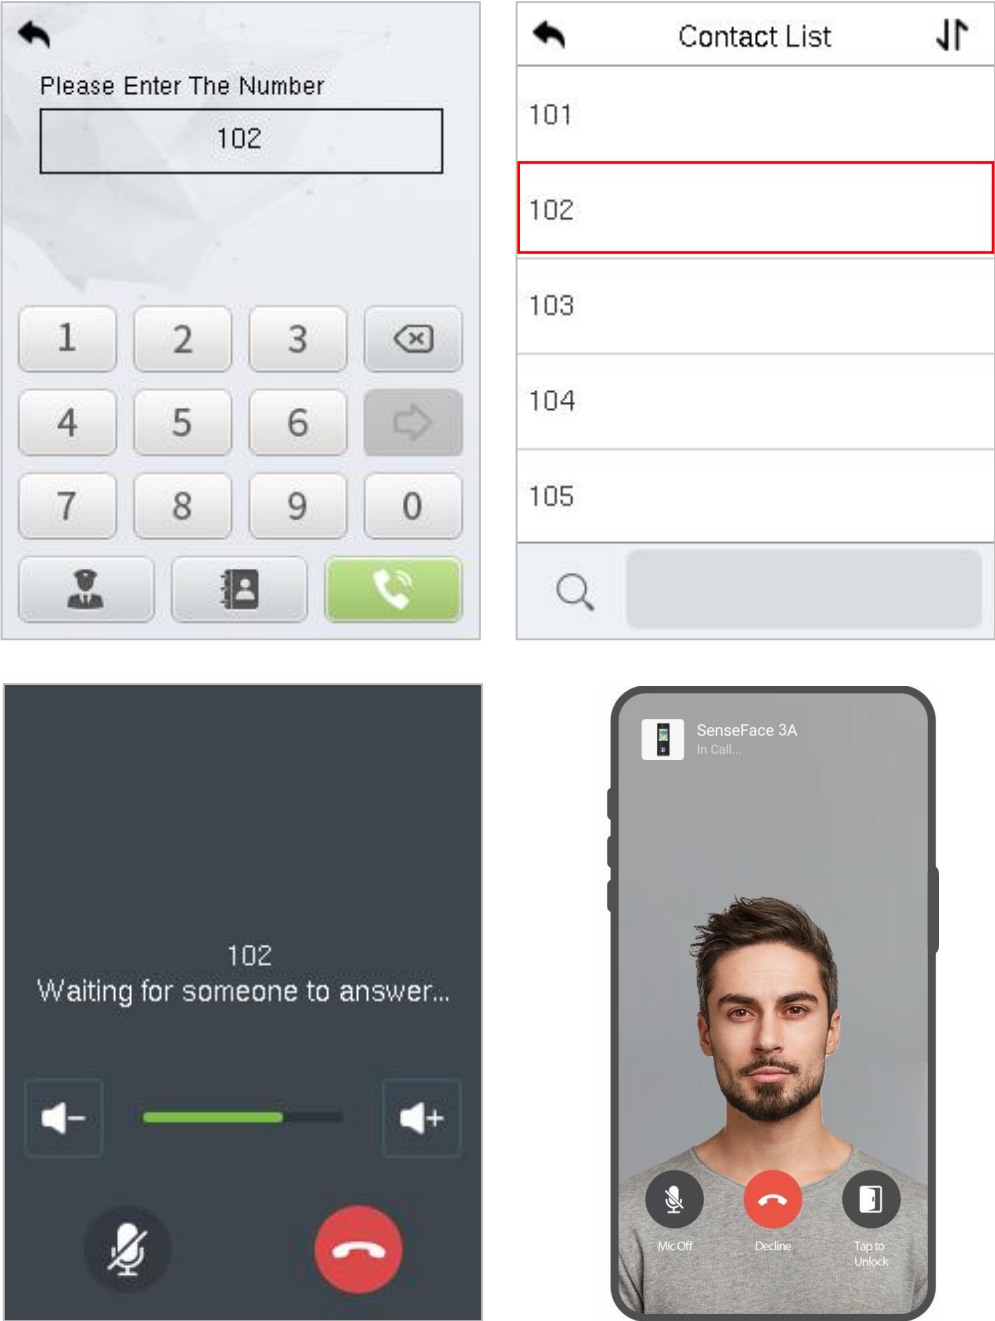 Please Enter The Number
102
1
2
3
4
5
6
7
8
9
0
Contact List
101
102
103
104
105
102
Waiting for someone to answer...
SenseFace 3A
In Call...
Mic Off
Decline
Tap to
Unlock